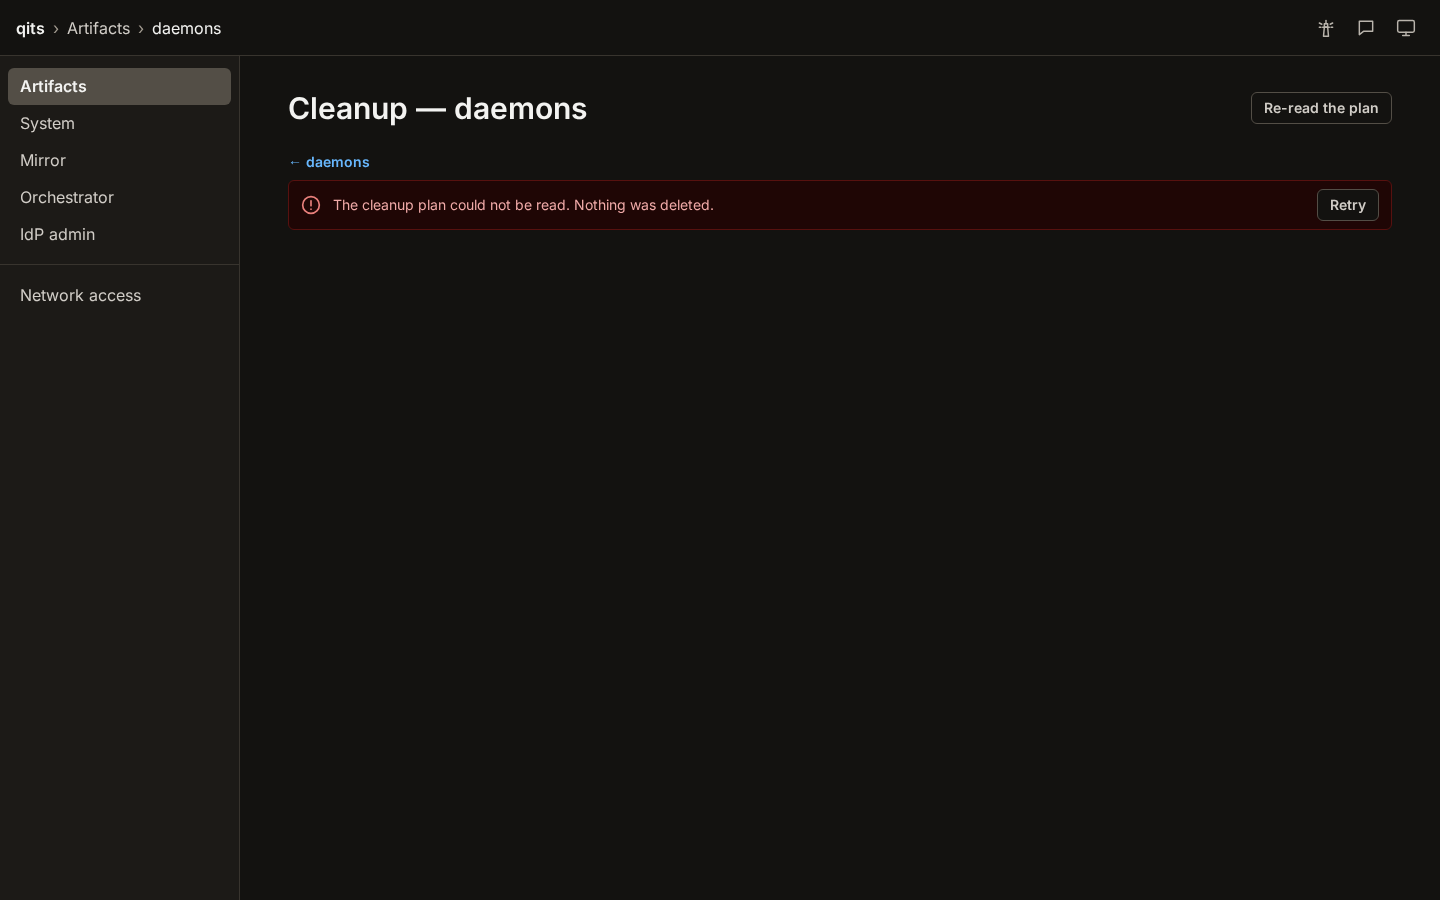 qits › Artifacts › daemons
Artifacts
System
Mirror
Orchestrator
IdP admin
Network access
Cleanup — daemons
Re-read the plan
← daemons
The cleanup plan could not be read. Nothing was deleted.
Retry